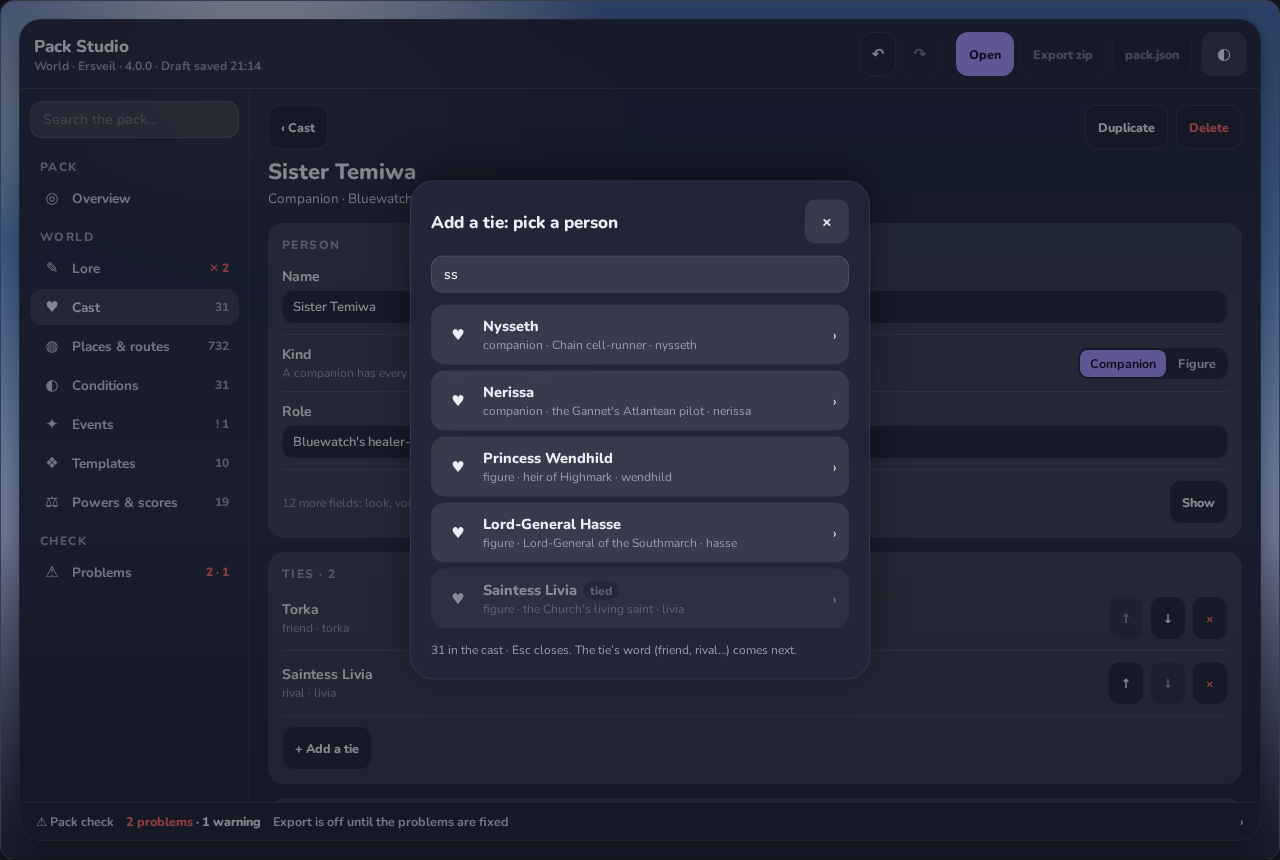 Pack Studio
World · Ersveil · 4.0.0 · Draft saved 21:14
↶ ↷ Open Export zip pack.json ◐
Search the pack...
PACK
◎ Overview
WORLD
✎ Lore × 2
♥ Cast 31
◍ Places & routes 732
◐ Conditions 31
✦ Events ! 1
❖ Templates 10
⚖ Powers & scores 19
CHECK
⚠ Problems 2 · 1
‹ Cast
Duplicate Delete
Sister Temiwa
Companion · Bluewatch
PERSON
Name
Sister Temiwa
Kind
A companion has every
Companion Figure
Role
Bluewatch's healer-
12 more fields: look, voi
Show
TIES · 2
Torka
friend · torka
↑ ↓ ×
Saintess Livia
rival · livia
↑ ↓ ×
+ Add a tie
Add a tie: pick a person
×
ss
♥ Nysseth ›
companion · Chain cell-runner · nysseth
♥ Nerissa ›
companion · the Gannet's Atlantean pilot · nerissa
♥ Princess Wendhild ›
figure · heir of Highmark · wendhild
♥ Lord-General Hasse ›
figure · Lord-General of the Southmarch · hasse
♥ Saintess Livia tied ›
figure · the Church's living saint · livia
31 in the cast · Esc closes. The tie's word (friend, rival...) comes next.
⚠ Pack check 2 problems · 1 warning Export is off until the problems are fixed ›